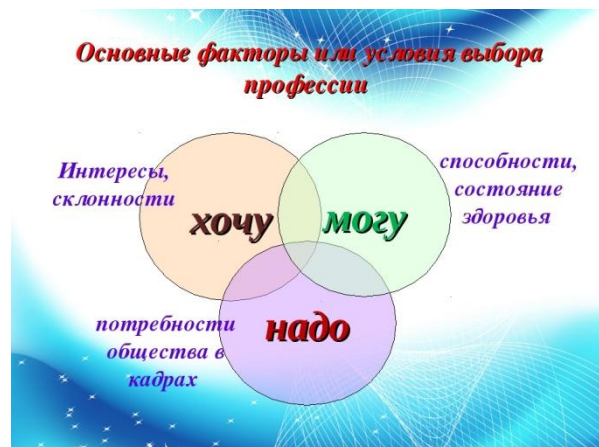 Основные факторы или условия выбора
профессии
Интересы,
склонности
способности,
состояние
здоровья
хочу
могу
потребности
общества в
кадрах
надо